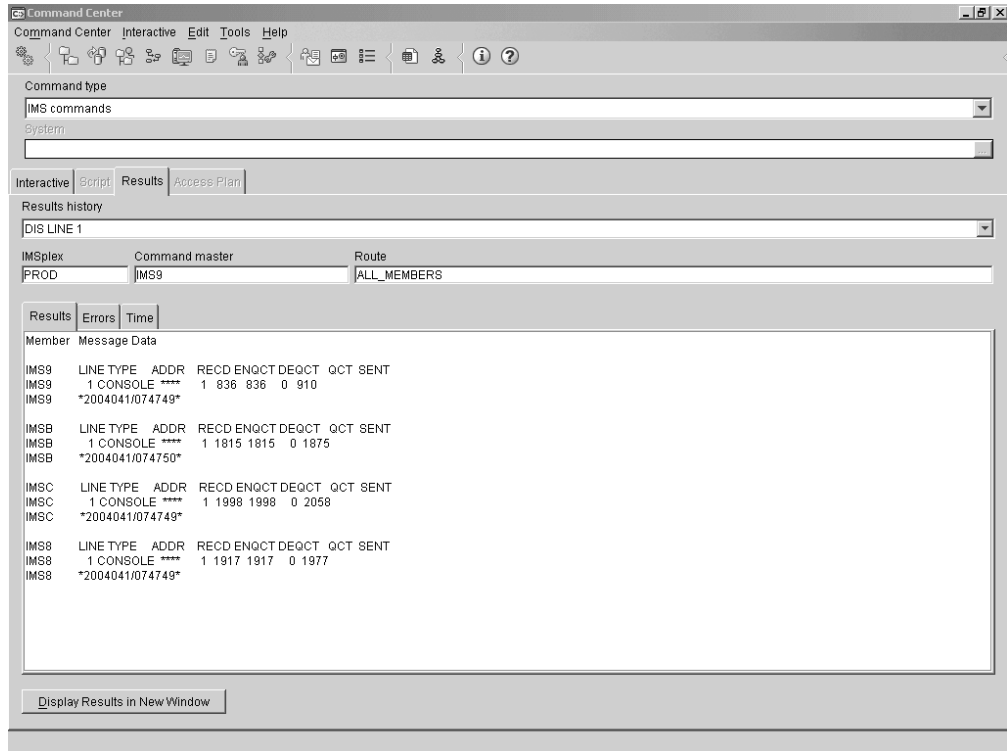 Command Center
Command Center Interactive Edit Tools Help
Command type
IMS commands
System
...
Interactive Script Results Access Plan
Results history
DIS LINE 1
IMSplex Command master Route
PROD IMS9 ALL_MEMBERS
Results Errors Time
Member Message Data
IMS9 LINE TYPE ADDR RECD ENQCT DEQCT QCT SENT
IMS9 1 CONSOLE **** 1 836 836 0 910
IMS9 *2004041/074749*
IMSB LINE TYPE ADDR RECD ENQCT DEQCT QCT SENT
IMSB 1 CONSOLE **** 1 1815 1815 0 1875
IMSB *2004041/074750*
IMSC LINE TYPE ADDR RECD ENQCT DEQCT QCT SENT
IMSC 1 CONSOLE **** 1 1998 1998 0 2058
IMSC *2004041/074749*
IMS8 LINE TYPE ADDR RECD ENQCT DEQCT QCT SENT
IMS8 1 CONSOLE **** 1 1917 1917 0 1977
IMS8 *2004041/074749*
Display Results in New Window